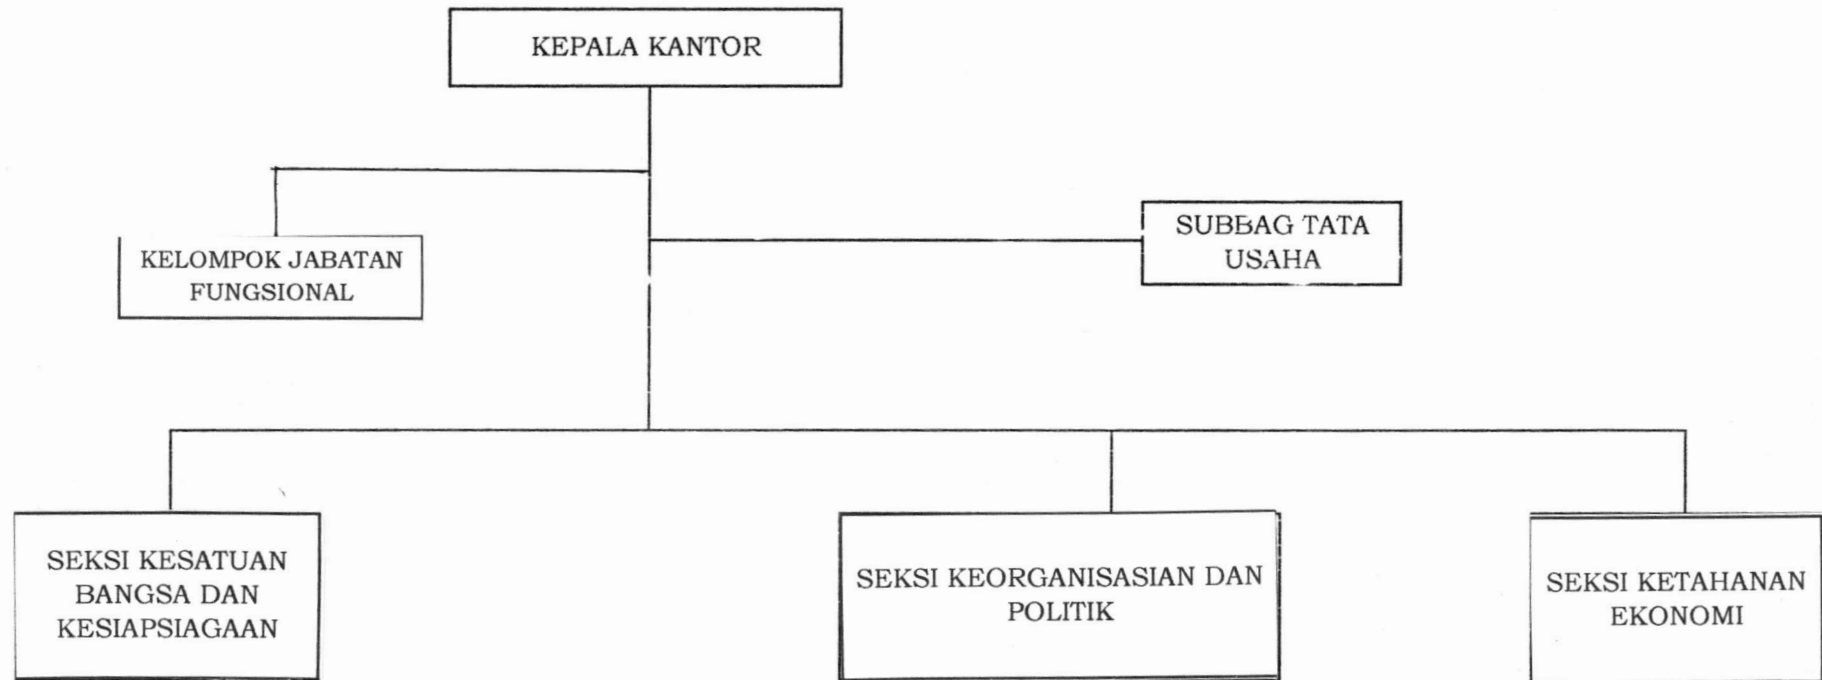 KEPALA KANTOR
SUBBAG TATA
USAHA
KELOMPOK JABATAN
FUNGSIONAL
SEKSI KESATUAN
BANGSA DAN
KESIAPSIAGAAN
SEKSI KEORGANISASIAN DAN
POLITIK
SEKSI KETAHANAN
EKONOMI